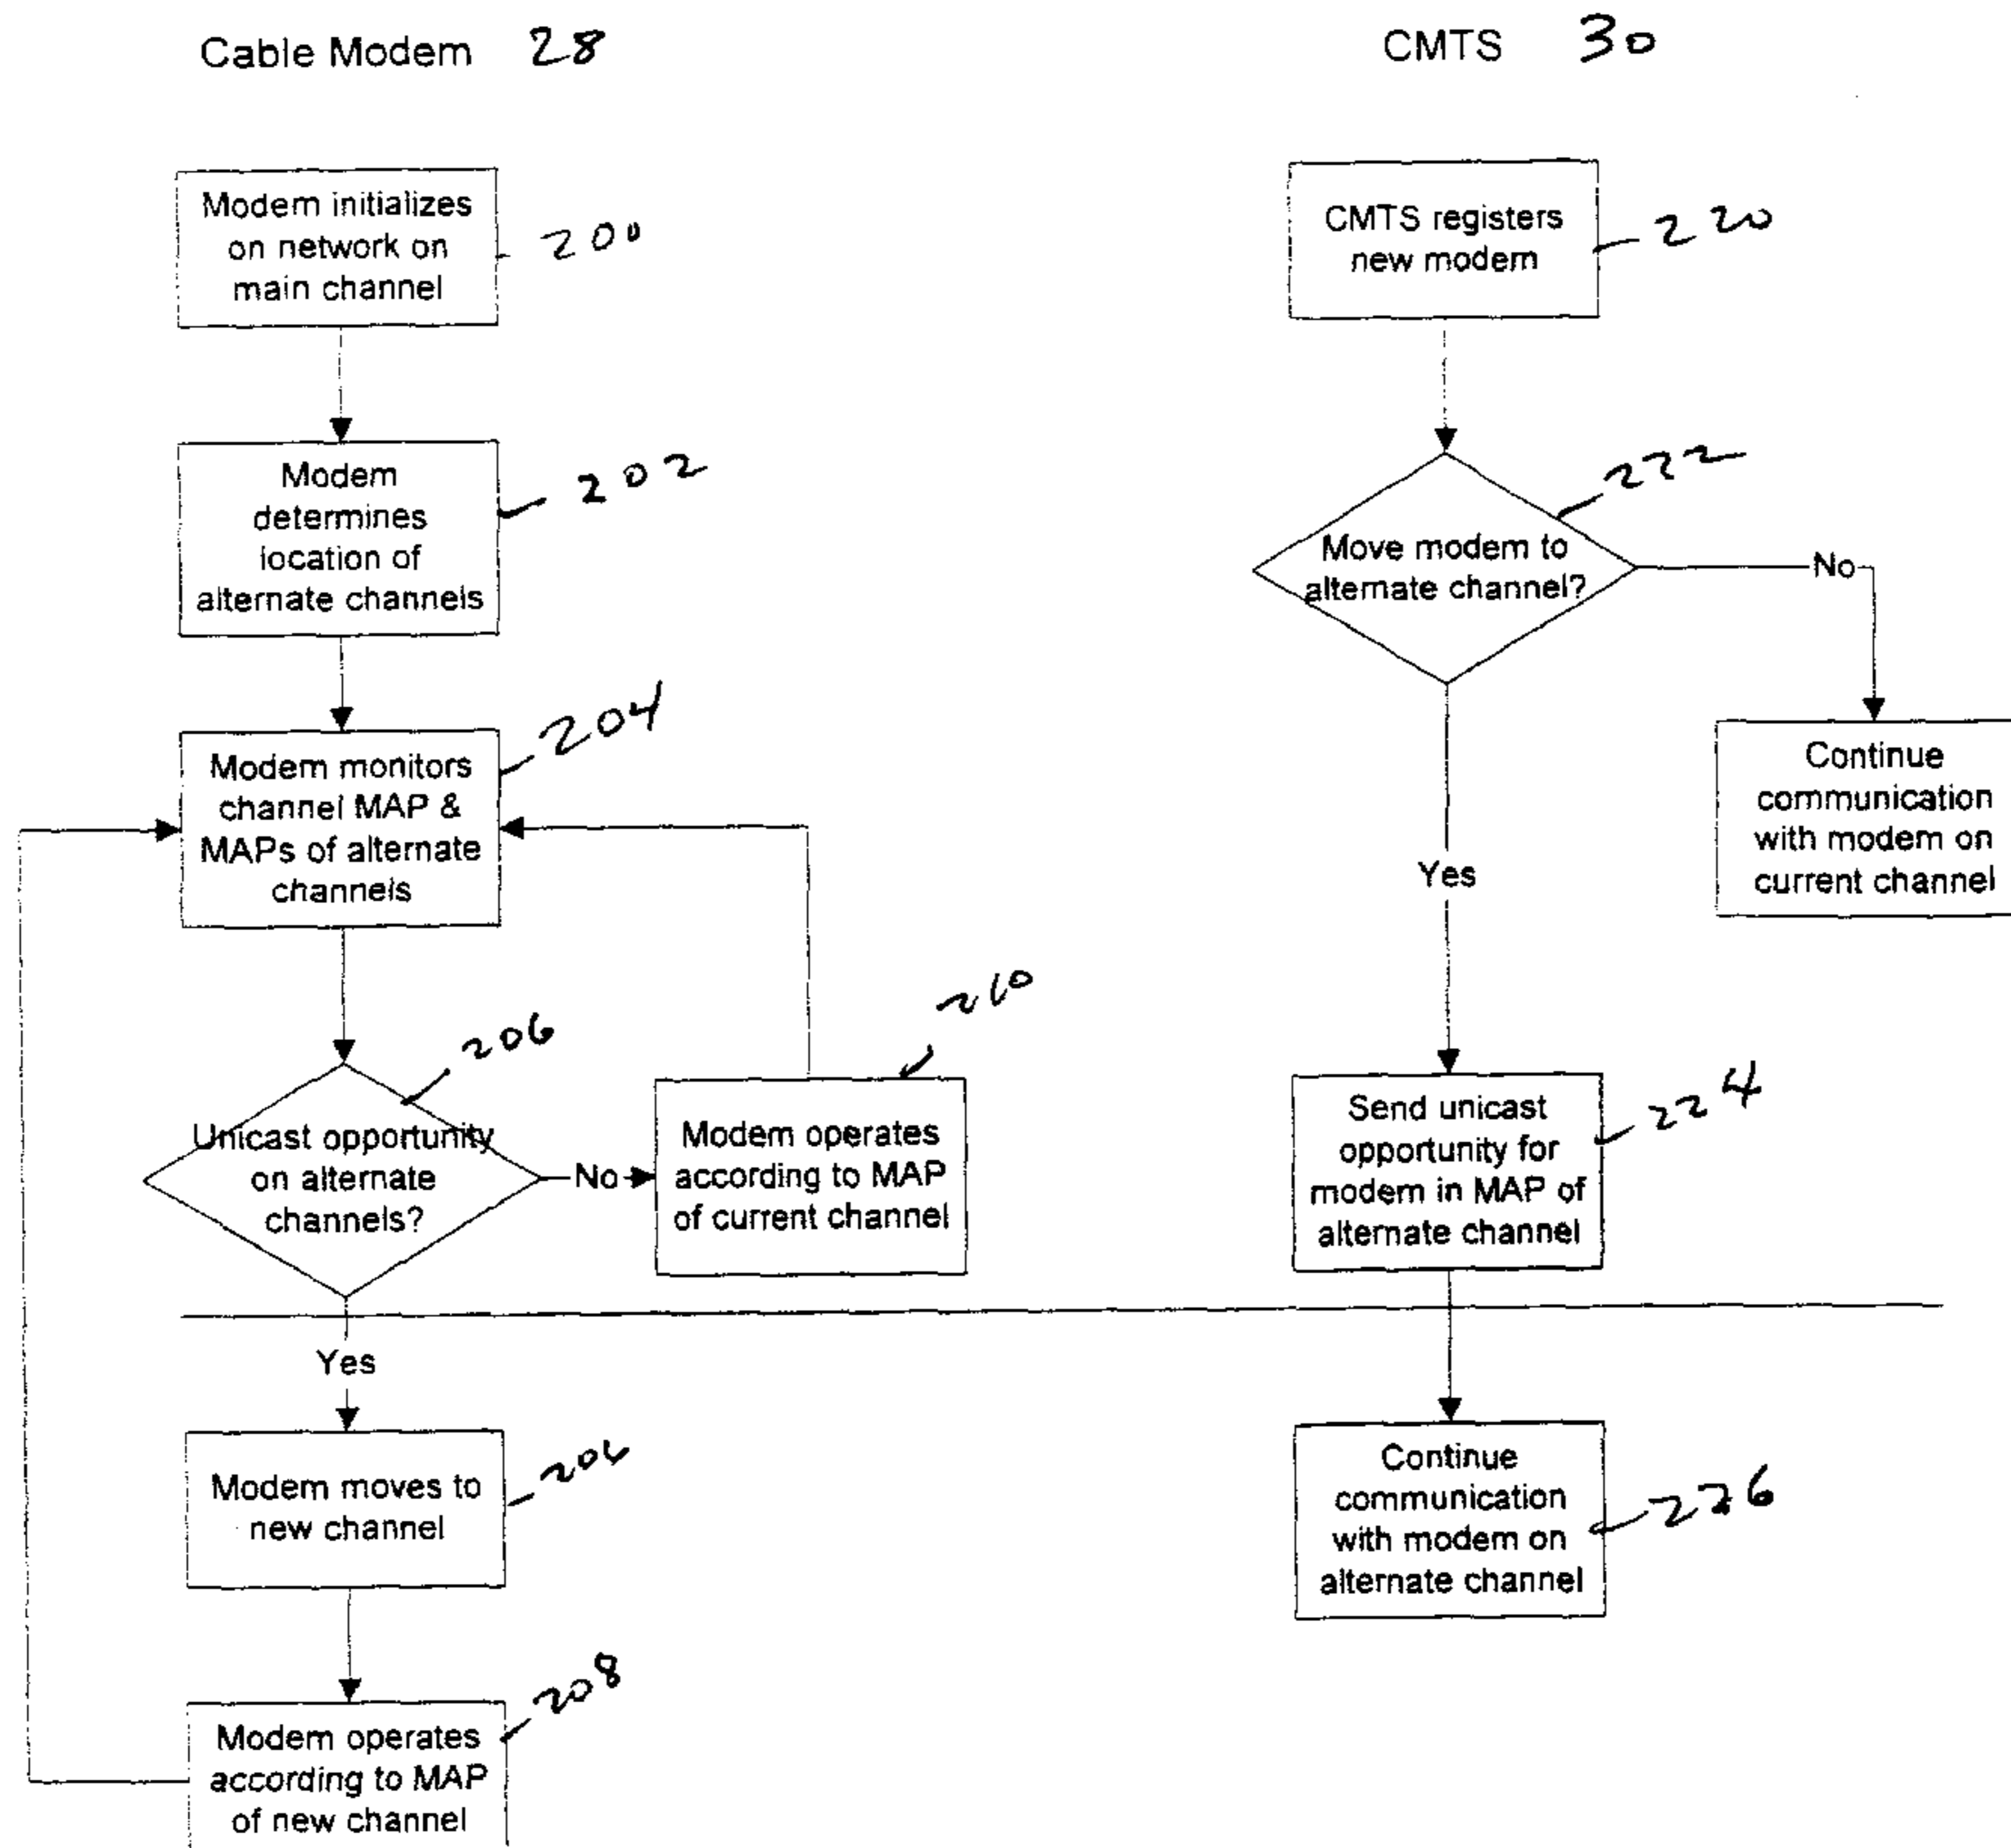 Cable Modem 28
Modem initializes
on network on
main channel
200
Modem
determines
location of
alternate channels
202
Modem monitors
channel MAP &
MAPs of alternate
channels
204
Unicast opportunity
on alternate
channels?
206
No
Modem operates
according to MAP
of current channel
210
Yes
Modem moves to
new channel
206
Modem operates
according to MAP
of new channel
208
CMTS 30
CMTS registers
new modem
220
Move modem to
alternate channel?
222
No
Continue
communication
with modem on
current channel
Yes
Send unicast
opportunity for
modem in MAP of
alternate channel
224
Continue
communication
with modem on
alternate channel
226